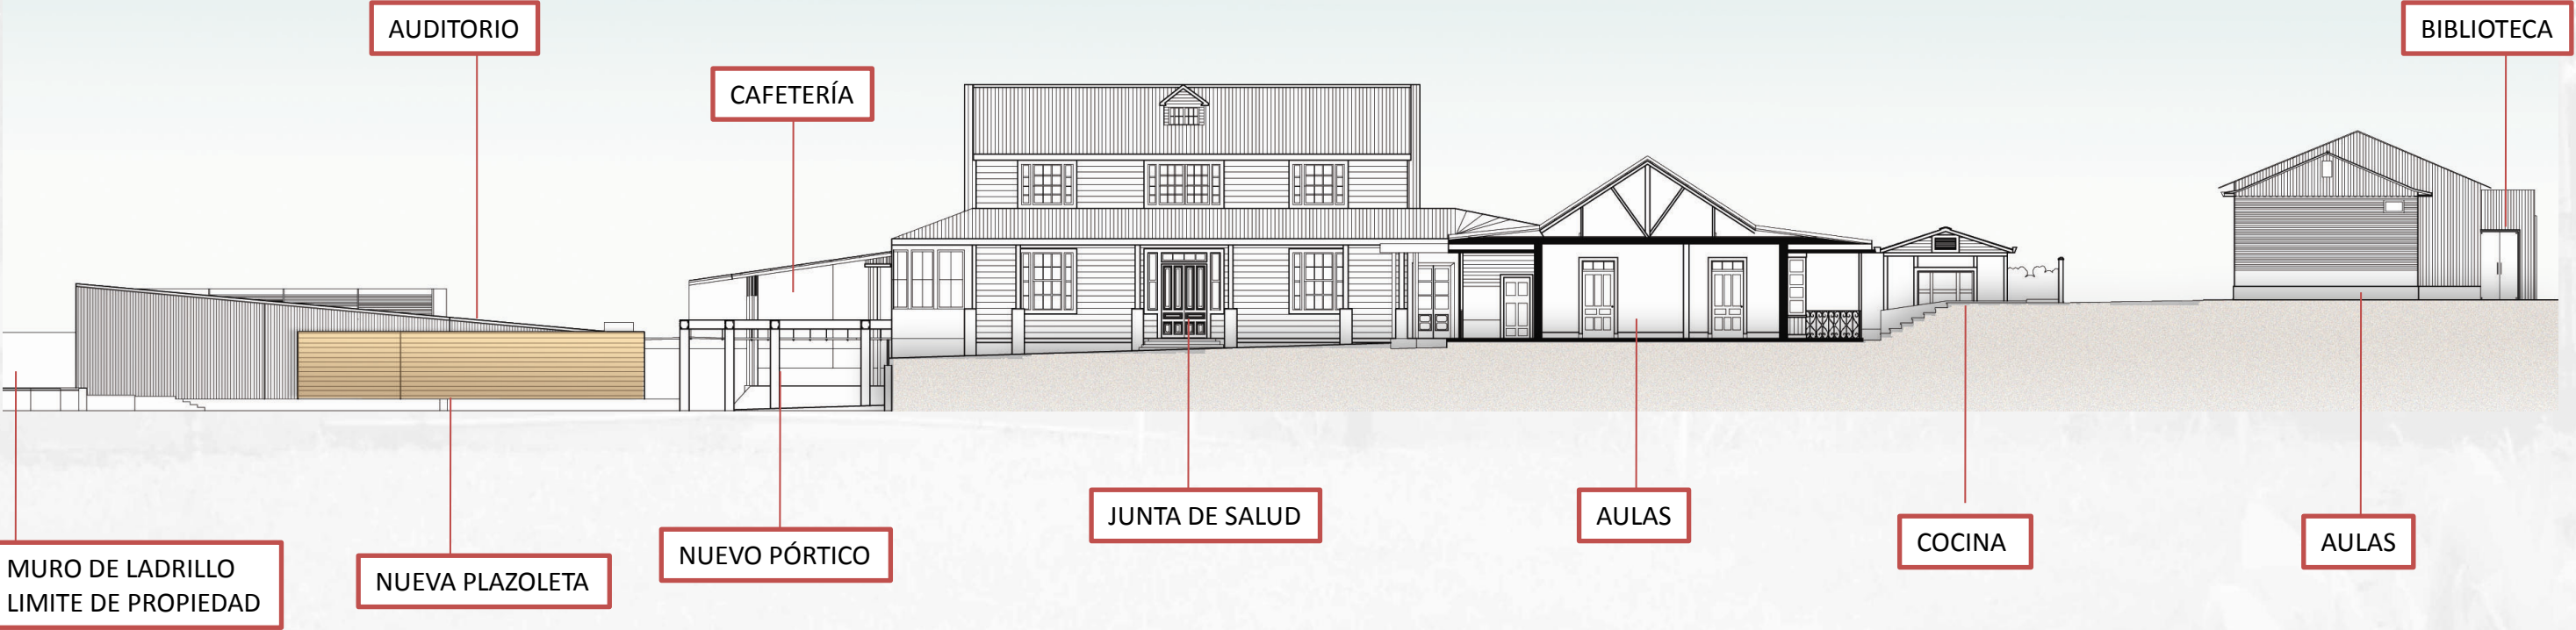 AUDITORIO
CAFETERÍA
BIBLIOTECA
MURO DE LADRILLO
LIMITE DE PROPIEDAD
NUEVA PLAZOLETA
NUEVO PÓRTICO
JUNTA DE SALUD
AULAS
COCINA
AULAS